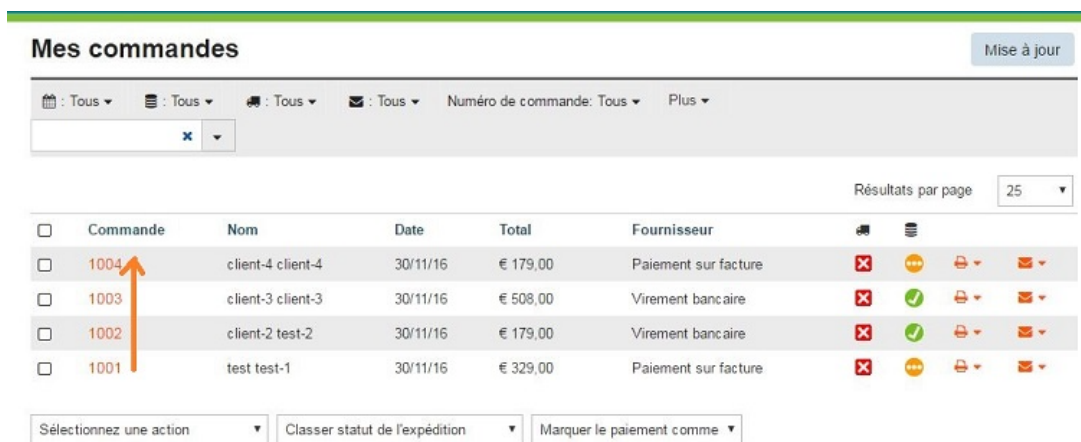 Mes commandes
Mise à jour
: Tous : Tous : Tous : Tous Numéro de commande: Tous Plus
Résultats par page 25
Commande Nom Date Total Fournisseur
1004 client-4 client-4 30/11/16 € 179,00 Paiement sur facture
1003 client-3 client-3 30/11/16 € 508,00 Virement bancaire
1002 client-2 test-2 30/11/16 € 179,00 Virement bancaire
1001 test test-1 30/11/16 € 329,00 Paiement sur facture
Sélectionnez une action Classer statut de l'expédition Marquer le paiement comme